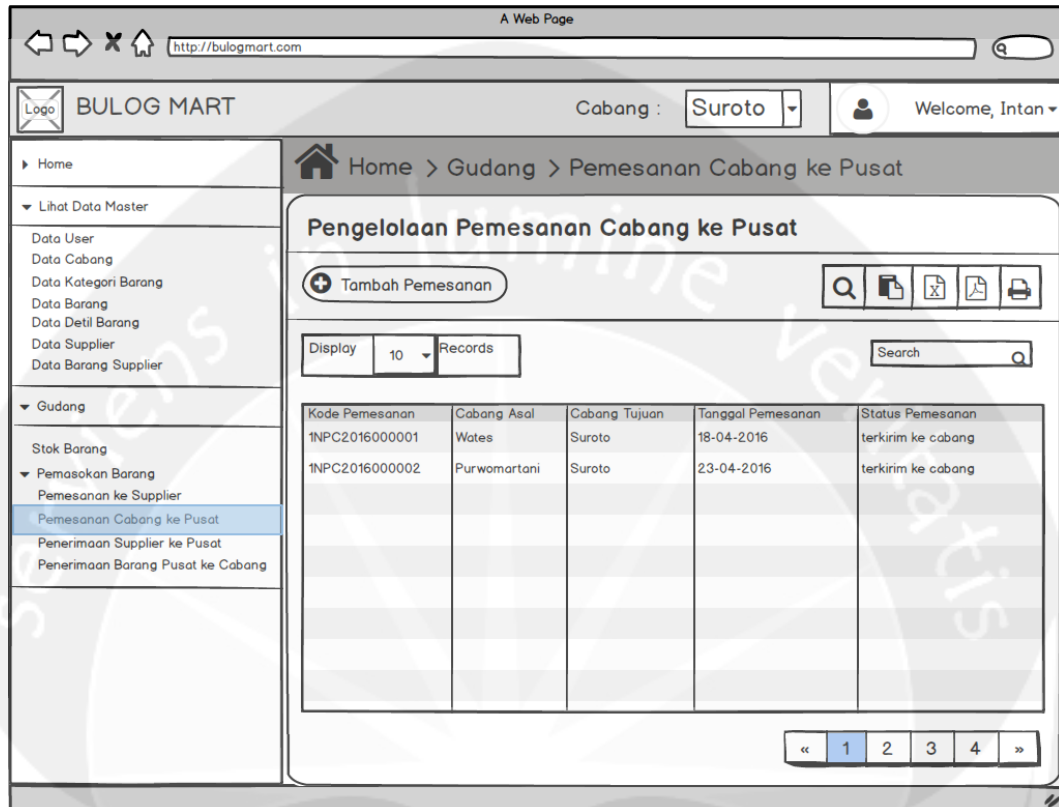 A Web Page
http://bulogmart.com
Logo BULOG MART Cabang : Suroto Welcome, Intan
Home
Lihat Data Master
Data User
Data Cabang
Data Kategori Barang
Data Barang
Data Detil Barang
Data Supplier
Data Barang Supplier
Gudang
Stok Barang
Pemasokan Barang
Pemesanan ke Supplier
Pemesanan Cabang ke Pusat
Penerimaan Supplier ke Pusat
Penerimaan Barang Pusat ke Cabang
Home > Gudang > Pemesanan Cabang ke Pusat
Pengelolaan Pemesanan Cabang ke Pusat
Tambah Pemesanan
Display 10 Records
Search
Kode Pemesanan Cabang Asal Cabang Tujuan Tanggal Pemesanan Status Pemesanan
1NPC2016000001 Wates Suroto 18-04-2016 terkirim ke cabang
1NPC2016000002 Purwomartani Suroto 23-04-2016 terkirim ke cabang
« 1 2 3 4 »
serviens in lumine veritatis